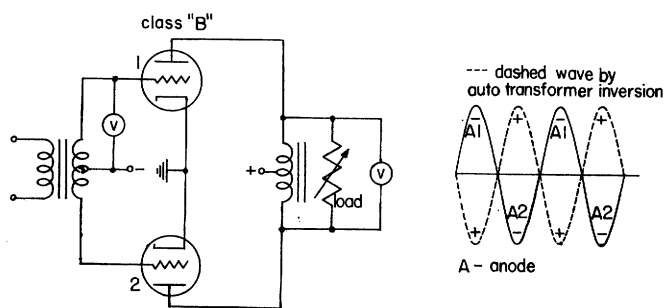 class "B"
1
V
-
+
load
V
2
--- dashed wave by
auto transformer inversion
A1 - + A1 - +
+ A2 - + A2 -
A - anode